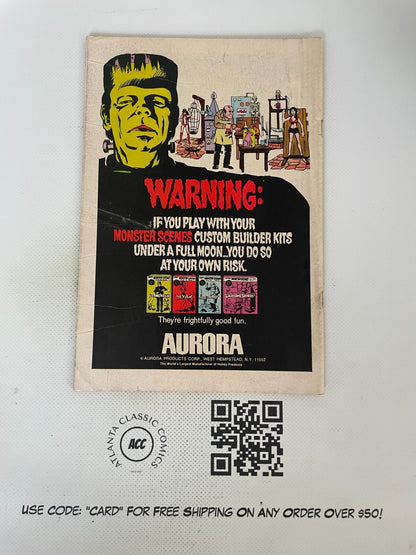 WARNING:
IF YOU PLAY WITH YOUR
MONSTER SCENES CUSTOM BUILDER KITS
UNDER A FULL MOON...YOU DO SO
AT YOUR OWN RISK.
They're frightfully good fun.
AURORA
© AURORA PRODUCTS CORP., WEST HEMPSTEAD, N.Y. 11552
The World's Largest Manufacturer of Hobby Products
ATLANTA CLASSIC COMICS
ACC
USE CODE: "CARD" FOR FREE SHIPPING ON ANY ORDER OVER $50!